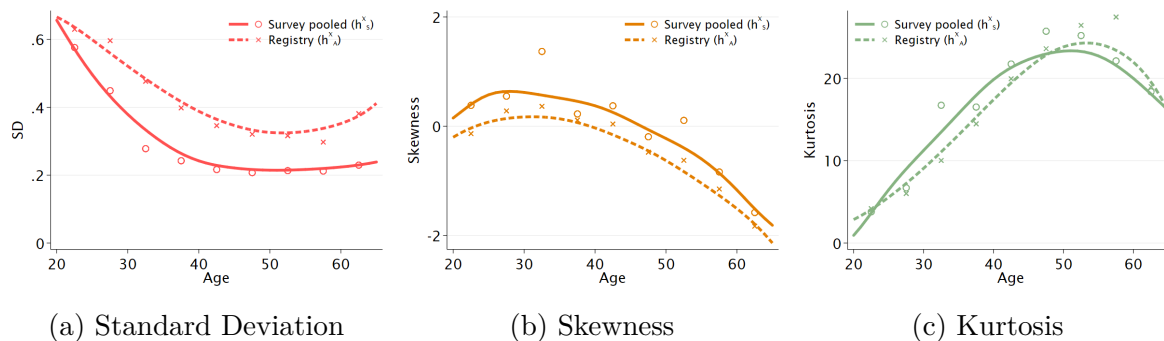 .6
.4
.2
0
SD
20 30 40 50 60
Age
Survey pooled (hˣₛ)
Registry (hˣₐ)
(a) Standard Deviation
2
0
-2
Skewness
20 30 40 50 60
Age
Survey pooled (hˣₛ)
Registry (hˣₐ)
(b) Skewness
20
10
0
Kurtosis
20 30 40 50 60
Age
Survey pooled (hˣₛ)
Registry (hˣₐ)
(c) Kurtosis